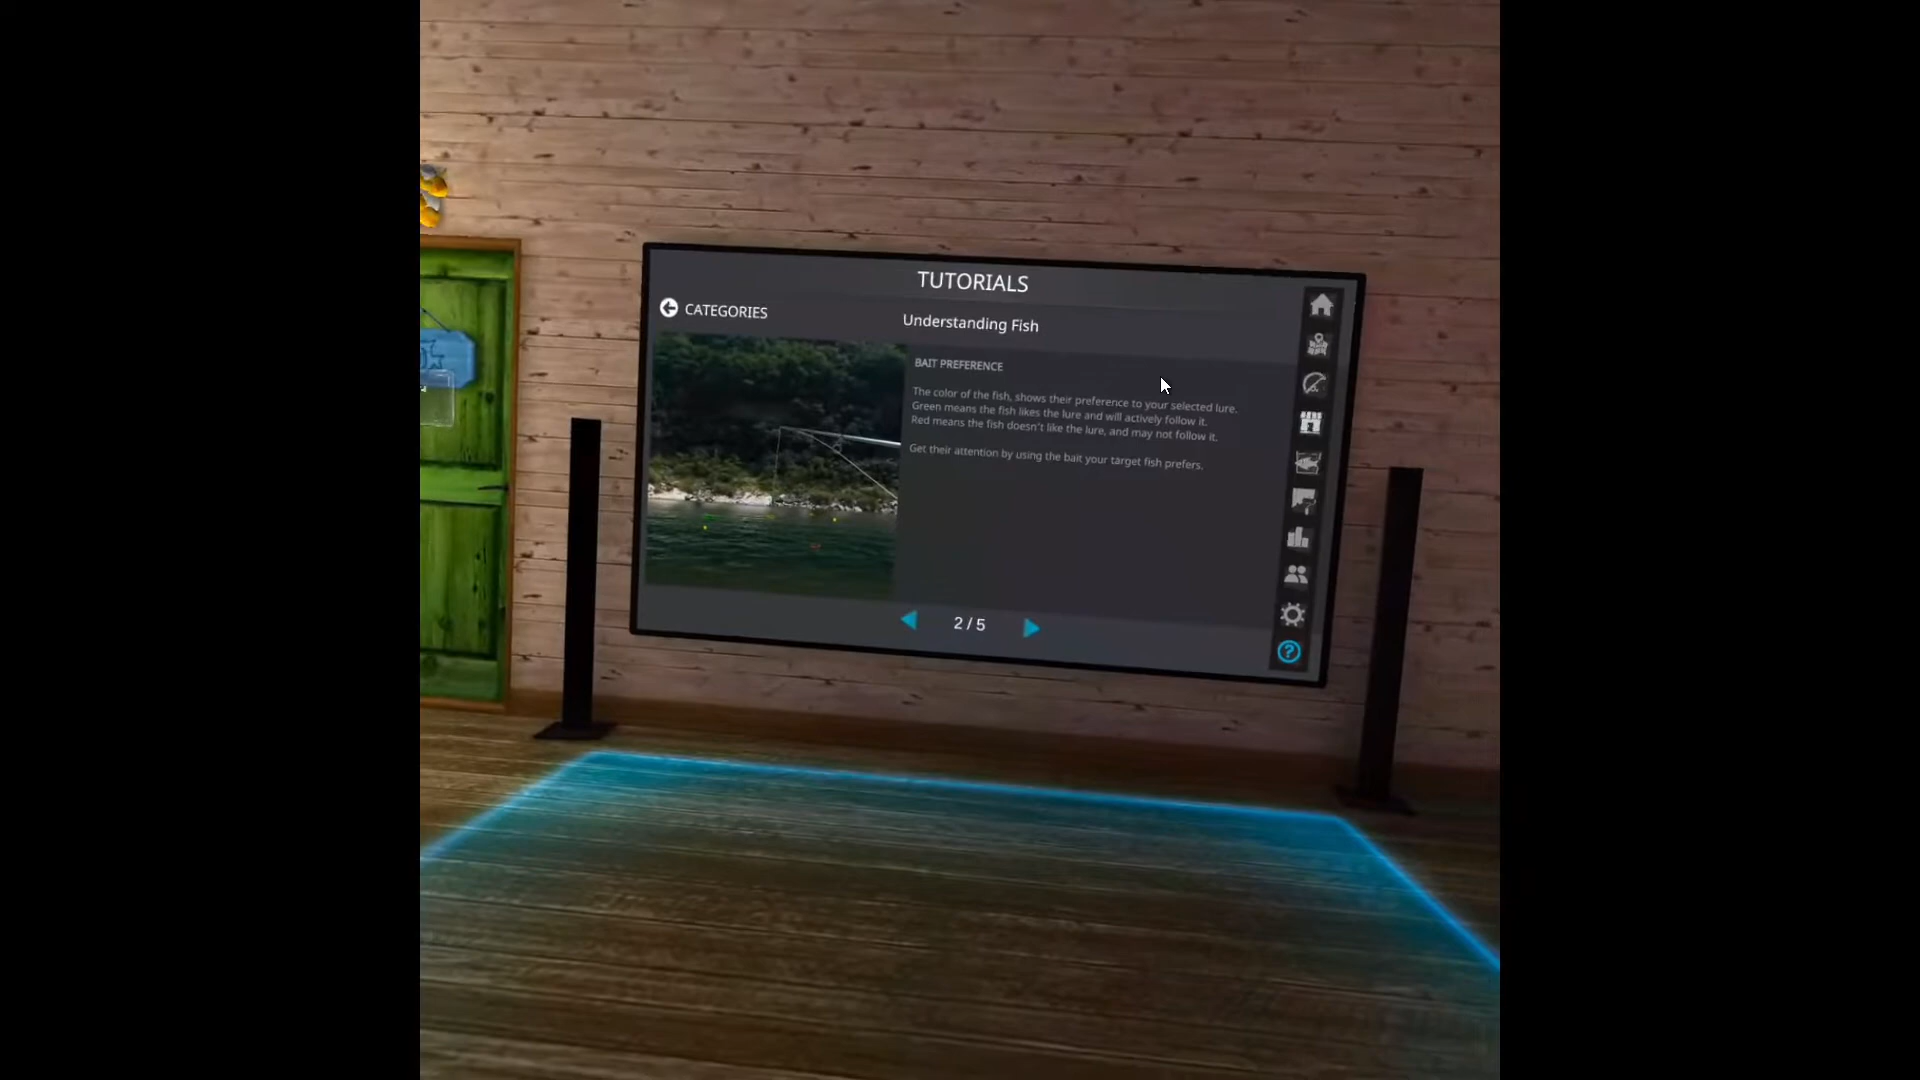 TUTORIALS
CATEGORIES
Understanding Fish
BAIT PREFERENCE
The color of the fish, shows their preference to your selected lure.
Green means the fish likes the lure and will actively follow it.
Red means the fish doesn't like the lure, and may not follow it.
Get their attention by using the bait your target fish prefers.
2 / 5
?